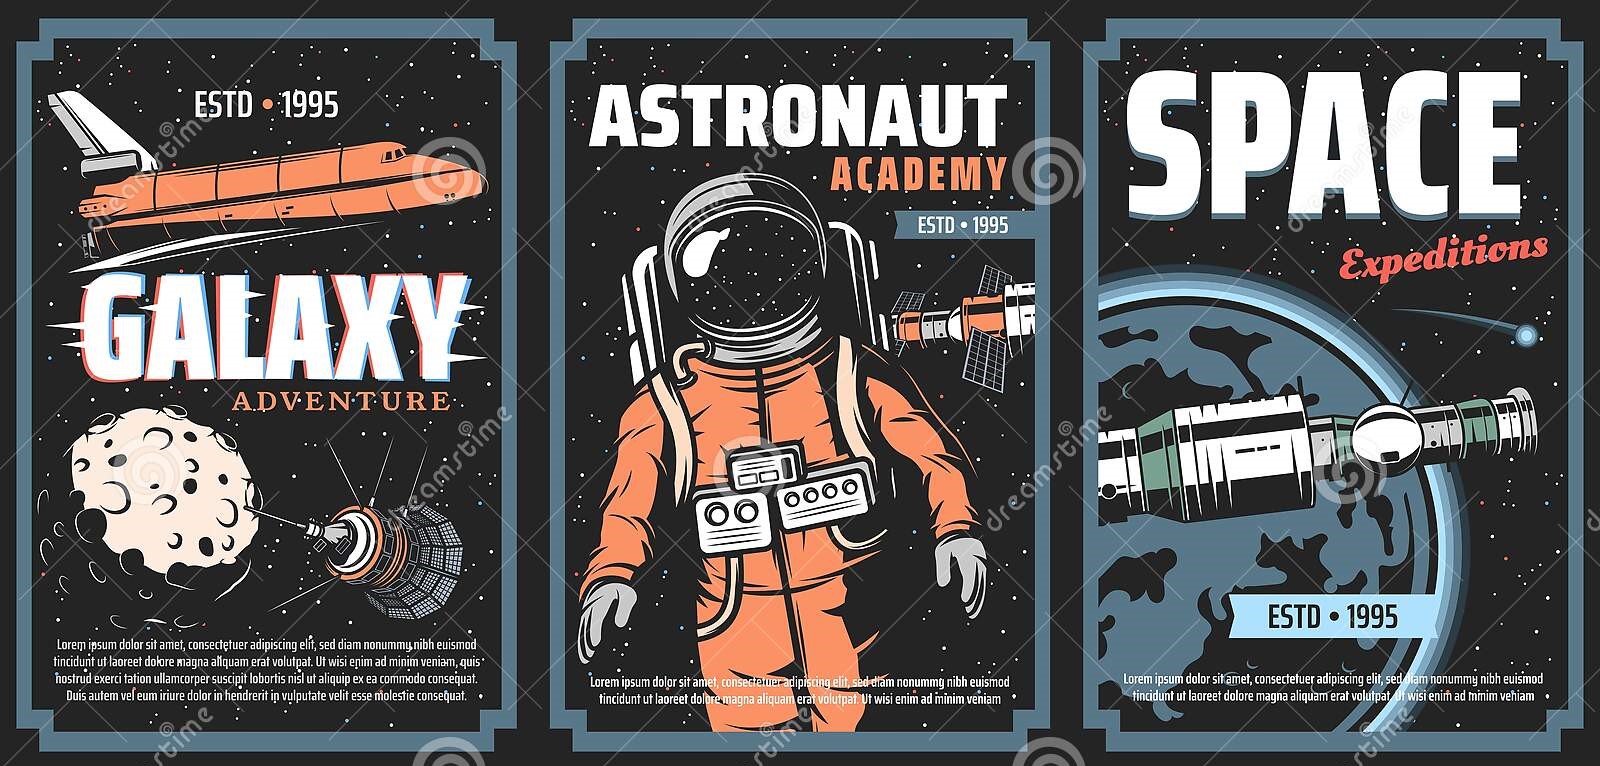 ESTD • 1995
GALAXY
ADVENTURE
Lorem ipsum dolor sit amet, consectetuer adipiscing elit, sed diam nonummy nibh euismod
tincidunt ut laoreet dolore magna aliquam erat volutpat. Ut wisi enim ad minim veniam, quis
nostrud exerci tation ullamcorper suscipit lobortis nisl ut aliquip ex ea commodo consequat.
Duis autem vel eum iriure dolor in hendrerit in vulputate velit esse molestie consequat.
ASTRONAUT
ACADEMY
ESTD • 1995
Lorem ipsum dolor sit amet, consectetuer adipiscing elit, sed diam nonummy nibh euismod
tincidunt ut laoreet dolore magna aliquam erat volutpat. Ut wisi enim ad minim veniam
SPACE
Expeditions
ESTD • 1995
Lorem ipsum dolor sit amet, consectetuer adipiscing elit, sed diam nonummy nibh euismod
tincidunt ut laoreet dolore magna aliquam erat volutpat. Ut wisi enim ad minim veniam
dreamstime